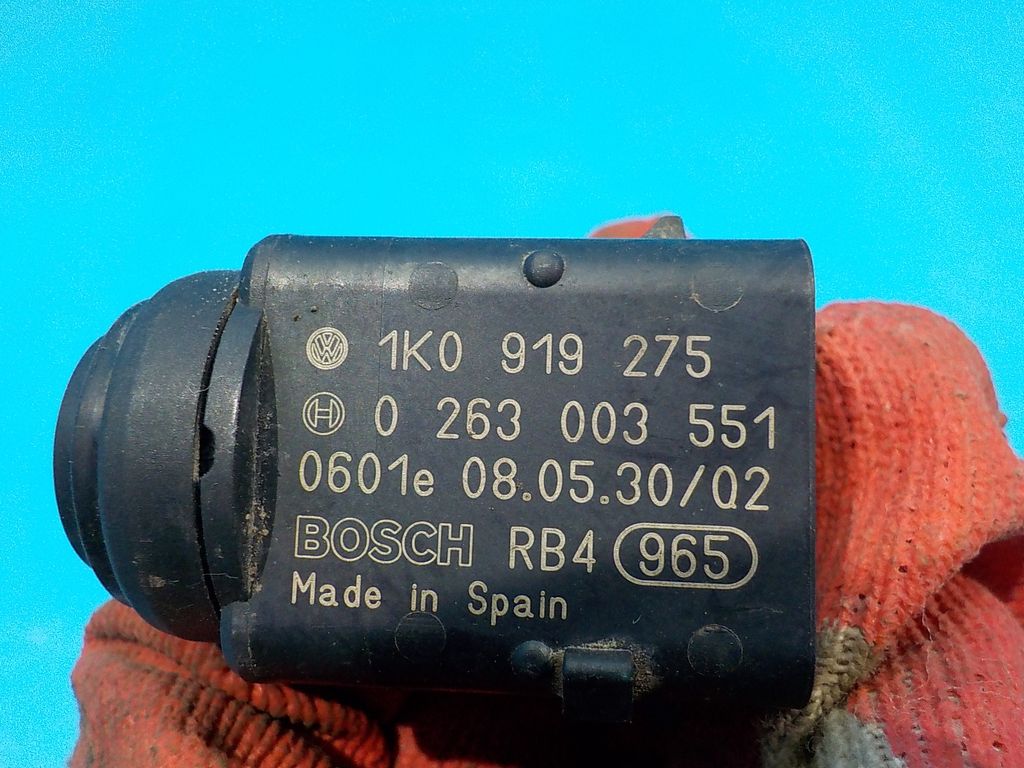 1K0 919 275
0 263 003 551
0601e 08.05.30/02
BOSCH RB4 965
Made in Spain